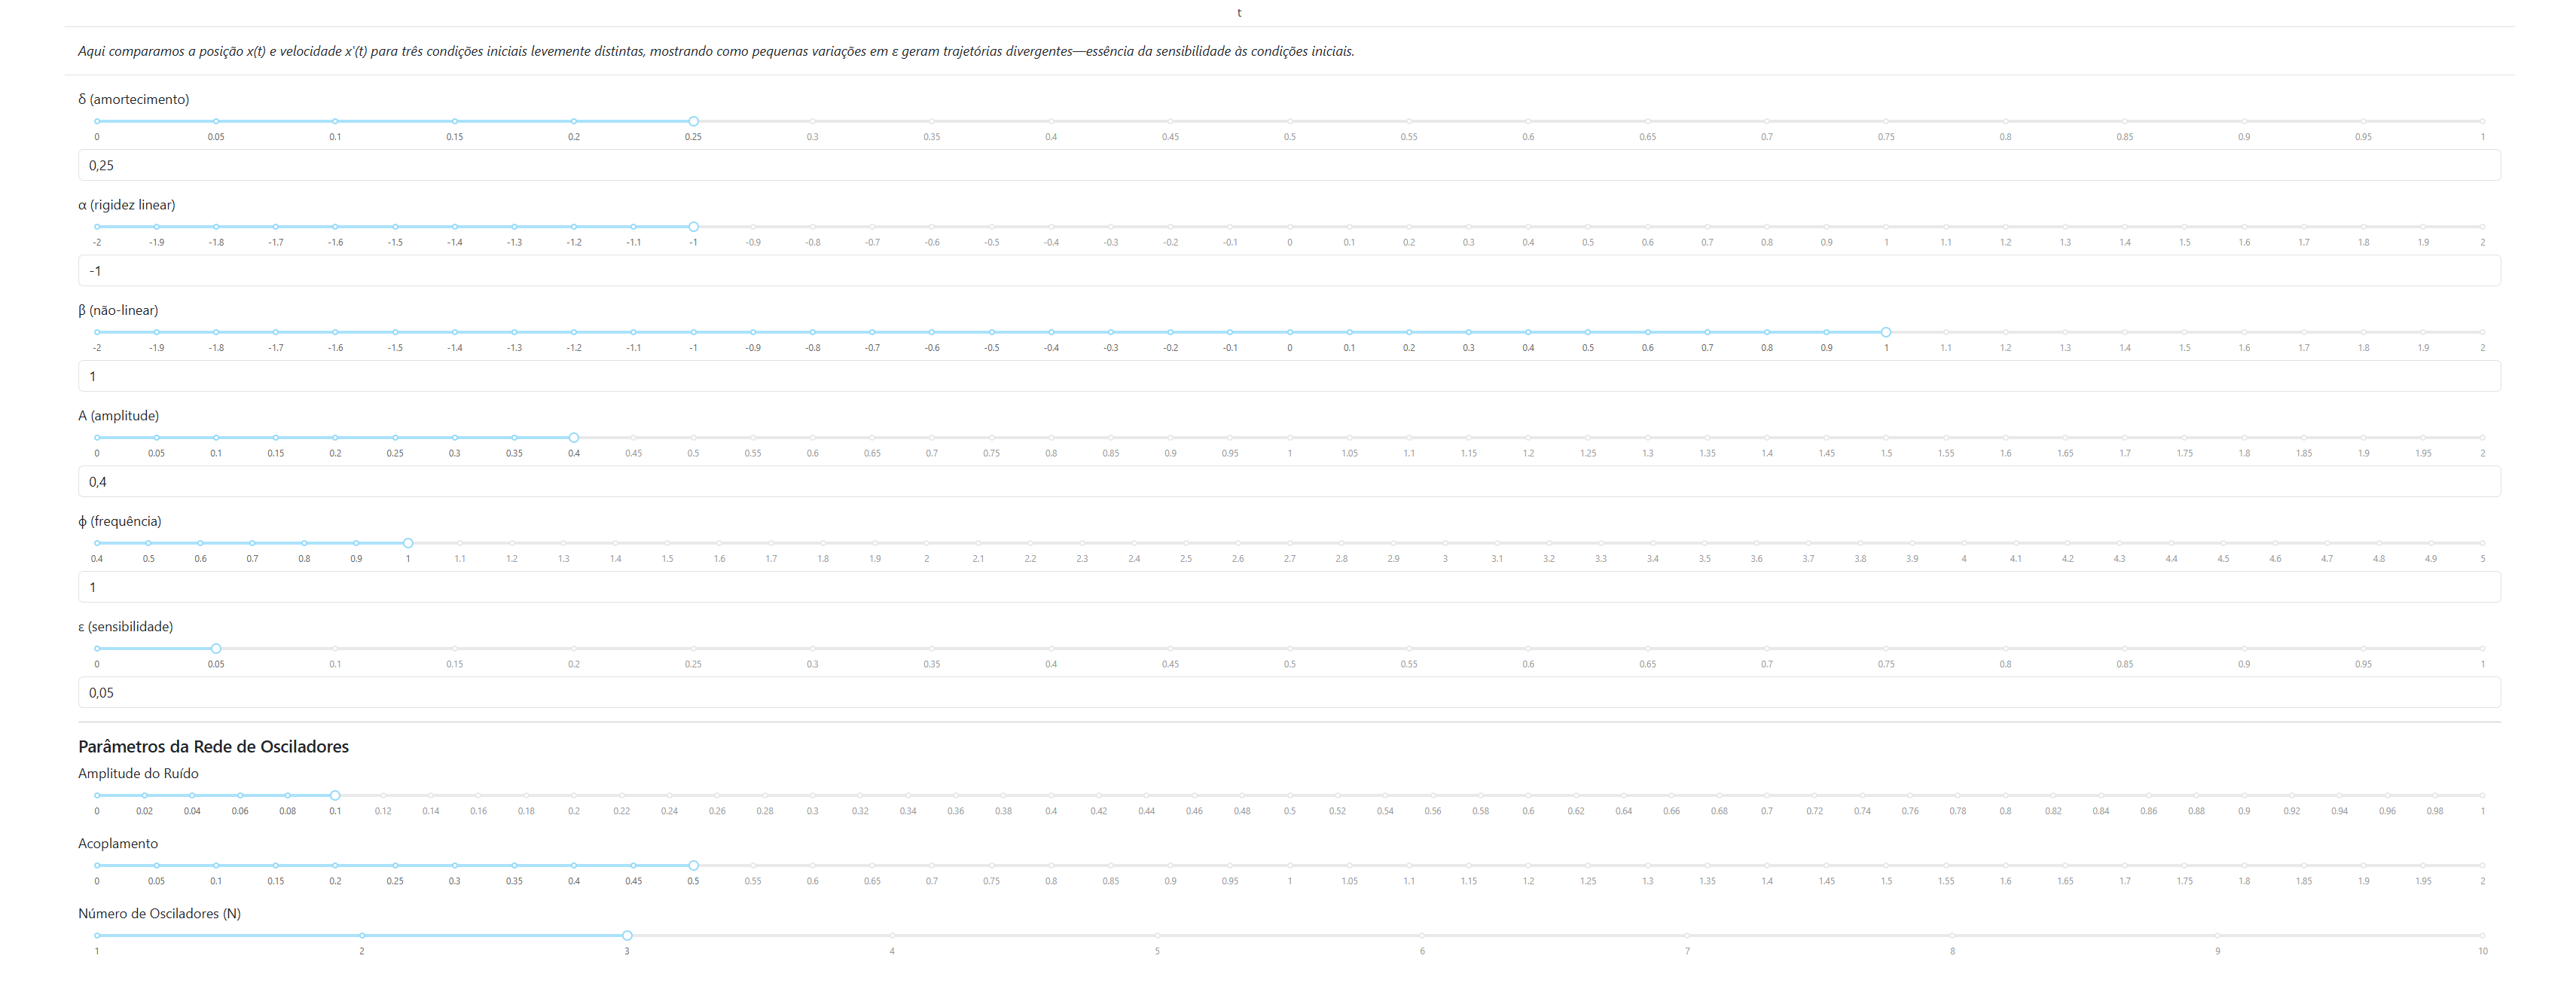 t
Aqui comparamos a posição x(t) e velocidade x'(t) para três condições iniciais levemente distintas, mostrando como pequenas variações em ε geram trajetórias divergentes—essência da sensibilidade às condições iniciais.
δ (amortecimento)
0 0.05 0.1 0.15 0.2 0.25 0.3 0.35 0.4 0.45 0.5 0.55 0.6 0.65 0.7 0.75 0.8 0.85 0.9 0.95 1
0,25
α (rigidez linear)
-2 -1.9 -1.8 -1.7 -1.6 -1.5 -1.4 -1.3 -1.2 -1.1 -1 -0.9 -0.8 -0.7 -0.6 -0.5 -0.4 -0.3 -0.2 -0.1 0 0.1 0.2 0.3 0.4 0.5 0.6 0.7 0.8 0.9 1 1.1 1.2 1.3 1.4 1.5 1.6 1.7 1.8 1.9 2
-1
β (não-linear)
-2 -1.9 -1.8 -1.7 -1.6 -1.5 -1.4 -1.3 -1.2 -1.1 -1 -0.9 -0.8 -0.7 -0.6 -0.5 -0.4 -0.3 -0.2 -0.1 0 0.1 0.2 0.3 0.4 0.5 0.6 0.7 0.8 0.9 1 1.1 1.2 1.3 1.4 1.5 1.6 1.7 1.8 1.9 2
1
A (amplitude)
0 0.05 0.1 0.15 0.2 0.25 0.3 0.35 0.4 0.45 0.5 0.55 0.6 0.65 0.7 0.75 0.8 0.85 0.9 0.95 1 1.05 1.1 1.15 1.2 1.25 1.3 1.35 1.4 1.45 1.5 1.55 1.6 1.65 1.7 1.75 1.8 1.85 1.9 1.95 2
0,4
ϕ (frequência)
0.4 0.5 0.6 0.7 0.8 0.9 1 1.1 1.2 1.3 1.4 1.5 1.6 1.7 1.8 1.9 2 2.1 2.2 2.3 2.4 2.5 2.6 2.7 2.8 2.9 3 3.1 3.2 3.3 3.4 3.5 3.6 3.7 3.8 3.9 4 4.1 4.2 4.3 4.4 4.5 4.6 4.7 4.8 4.9 5
1
ε (sensibilidade)
0 0.05 0.1 0.15 0.2 0.25 0.3 0.35 0.4 0.45 0.5 0.55 0.6 0.65 0.7 0.75 0.8 0.85 0.9 0.95 1
0,05
Parâmetros da Rede de Osciladores
Amplitude do Ruído
0 0.02 0.04 0.06 0.08 0.1 0.12 0.14 0.16 0.18 0.2 0.22 0.24 0.26 0.28 0.3 0.32 0.34 0.36 0.38 0.4 0.42 0.44 0.46 0.48 0.5 0.52 0.54 0.56 0.58 0.6 0.62 0.64 0.66 0.68 0.7 0.72 0.74 0.76 0.78 0.8 0.82 0.84 0.86 0.88 0.9 0.92 0.94 0.96 0.98 1
Acoplamento
0 0.05 0.1 0.15 0.2 0.25 0.3 0.35 0.4 0.45 0.5 0.55 0.6 0.65 0.7 0.75 0.8 0.85 0.9 0.95 1 1.05 1.1 1.15 1.2 1.25 1.3 1.35 1.4 1.45 1.5 1.55 1.6 1.65 1.7 1.75 1.8 1.85 1.9 1.95 2
Número de Osciladores (N)
1 2 3 4 5 6 7 8 9 10